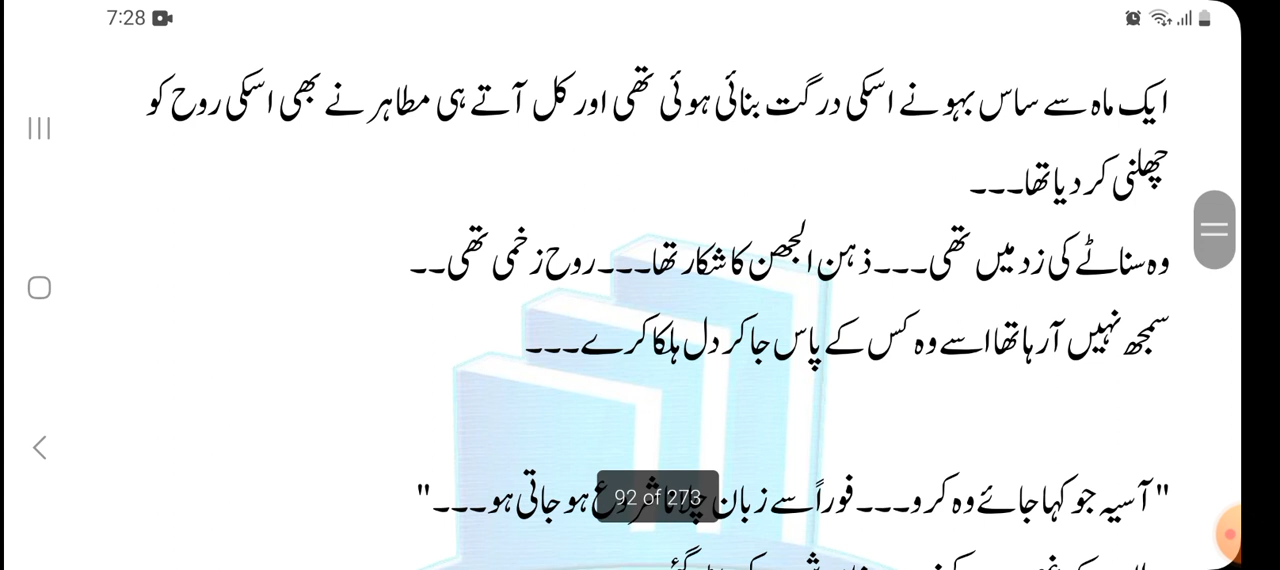 7:28
ایک ماہ سے ساس بہو نے اسکی درگت بنائی ہوئی تھی اور کل آتے ہی مطاہر نے بھی اسکی روح کو
چھلنی کر دیا تھا۔۔۔
وہ سناٹے کی زد میں تھی۔۔۔ذہن الجھن کا شکار تھا۔۔۔روح زخمی تھی۔۔
سمجھ نہیں آرہا تھا اسے وہ کس کے پاس جا کر دل ہلکا کرے۔۔۔
"آسیہ جو کہا جائے وہ کرو۔۔۔ فوراً سے زبان چلانا شروع ہو جاتی ہو۔۔۔"
92 of 273